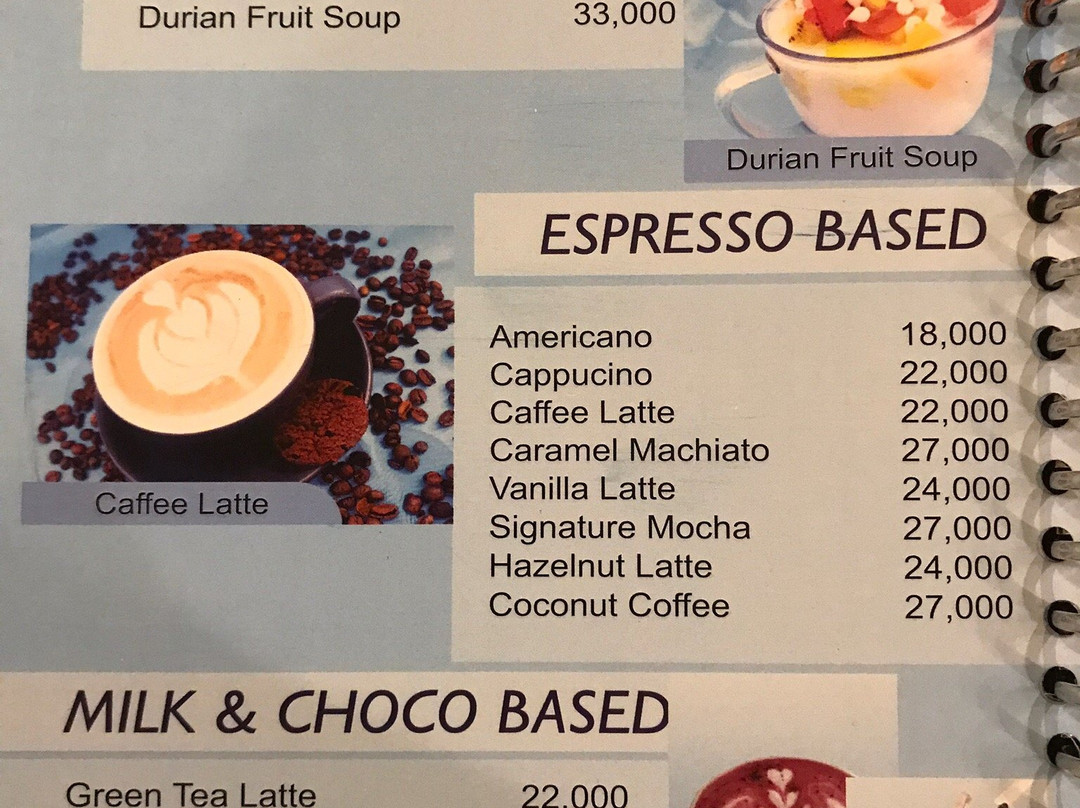 Durian Fruit Soup 33,000
Durian Fruit Soup
ESPRESSO BASED
Americano 18,000
Cappucino 22,000
Caffee Latte 22,000
Caramel Machiato 27,000
Vanilla Latte 24,000
Signature Mocha 27,000
Hazelnut Latte 24,000
Coconut Coffee 27,000
Caffee Latte
MILK & CHOCO BASED
Green Tea Latte 22,000